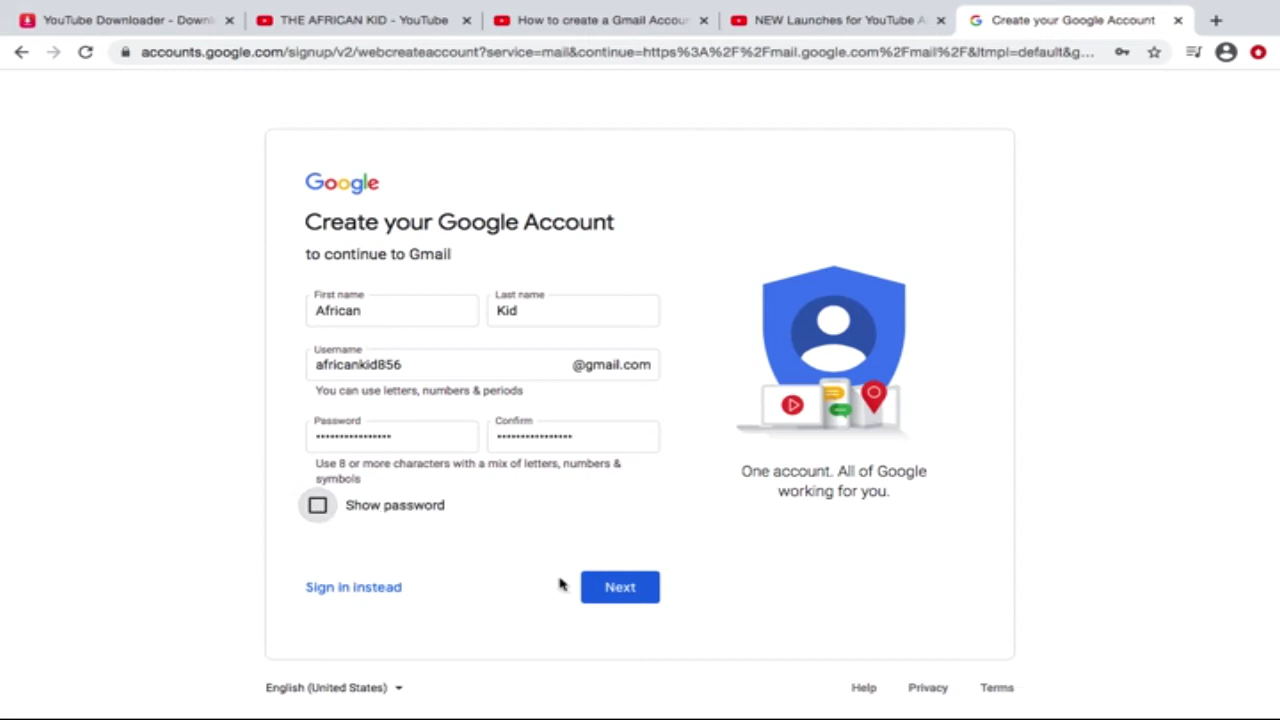 YouTube Downloader - Downl
THE AFRICAN KID - YouTube
How to create a Gmail Accoun
NEW Launches for YouTube A
Create your Google Account
accounts.google.com/signup/v2/webcreateaccount?service=mail&continue=https%3A%2F%2Fmail.google.com%2Fmail%2F&ltmpl=default&g...
Google
Create your Google Account
to continue to Gmail
First name
Last name
African
Kid
Username
africankid856
@gmail.com
You can use letters, numbers & periods
Password
Confirm
••••••••••••••••
••••••••••••••••
Use 8 or more characters with a mix of letters, numbers &
symbols
Show password
One account. All of Google
working for you.
Sign in instead
Next
English (United States)
Help
Privacy
Terms